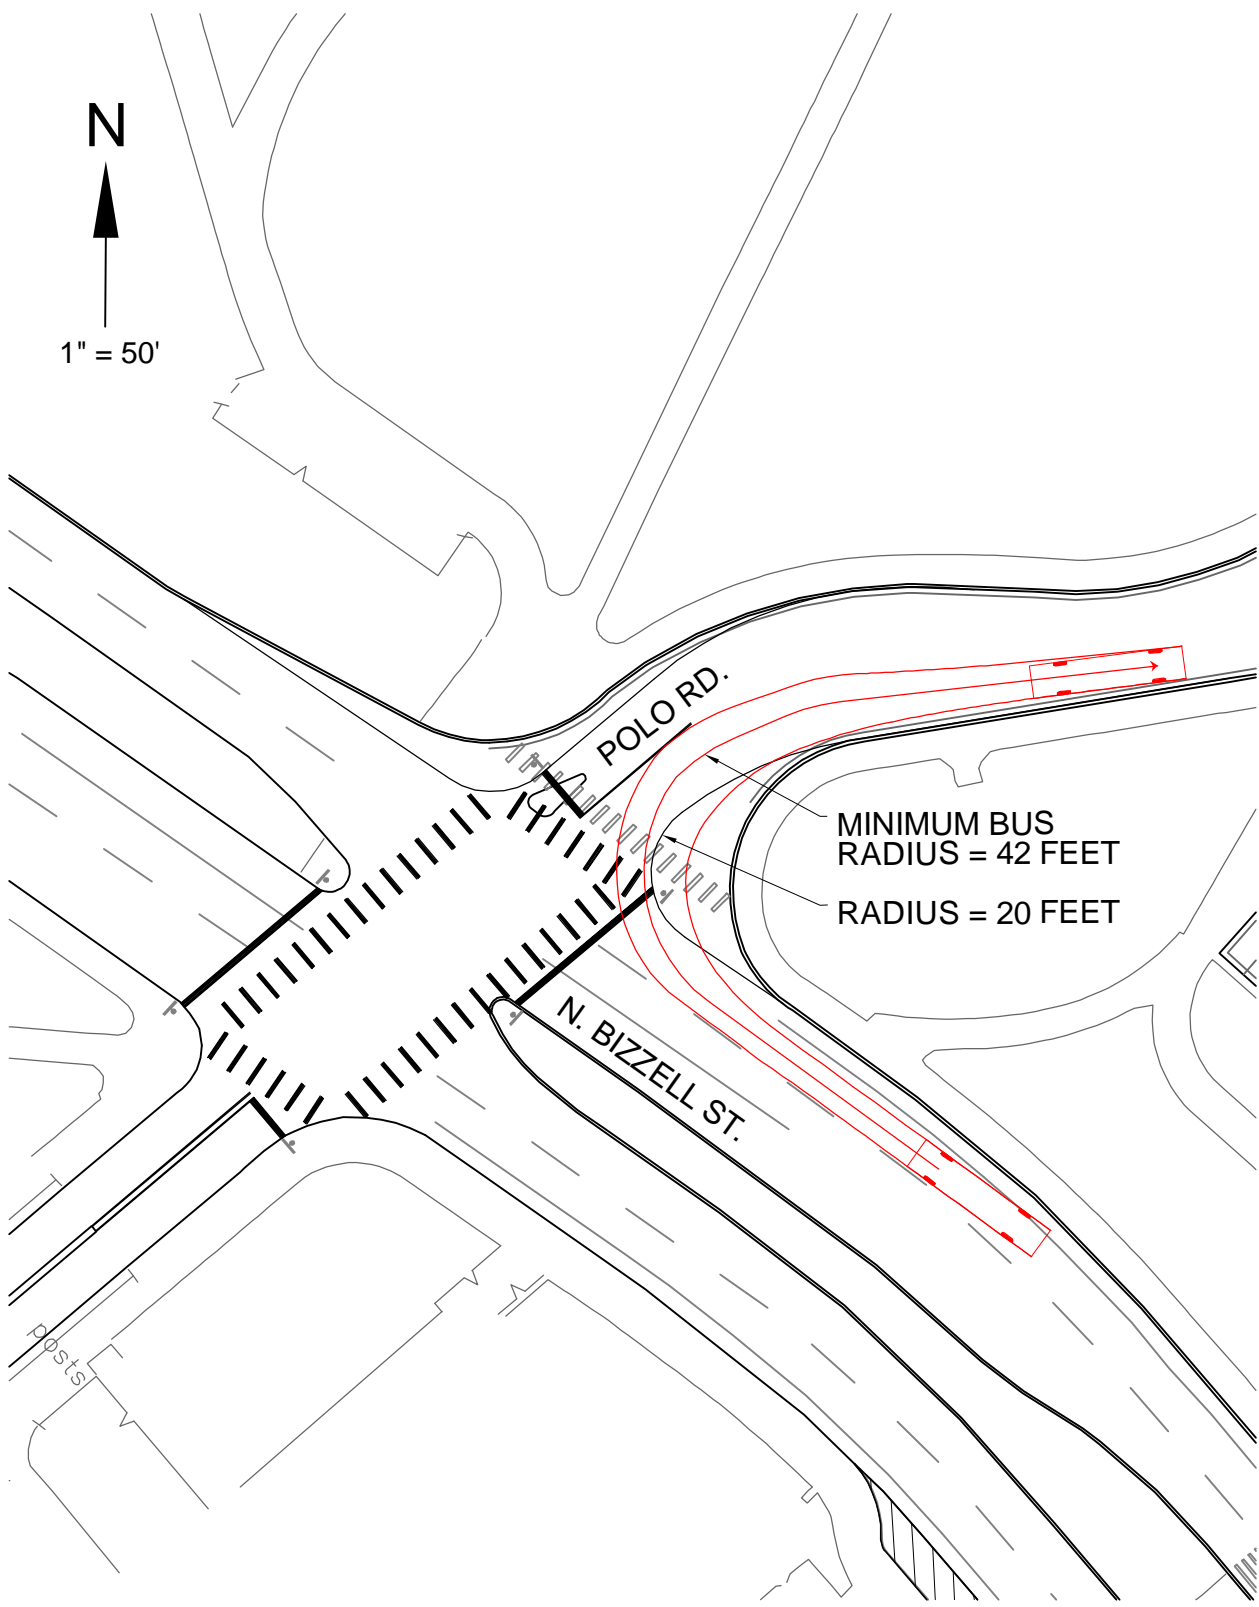 N
1" = 50'
POLO RD.
MINIMUM BUS
RADIUS = 42 FEET
RADIUS = 20 FEET
N. BIZZELL ST.
posts